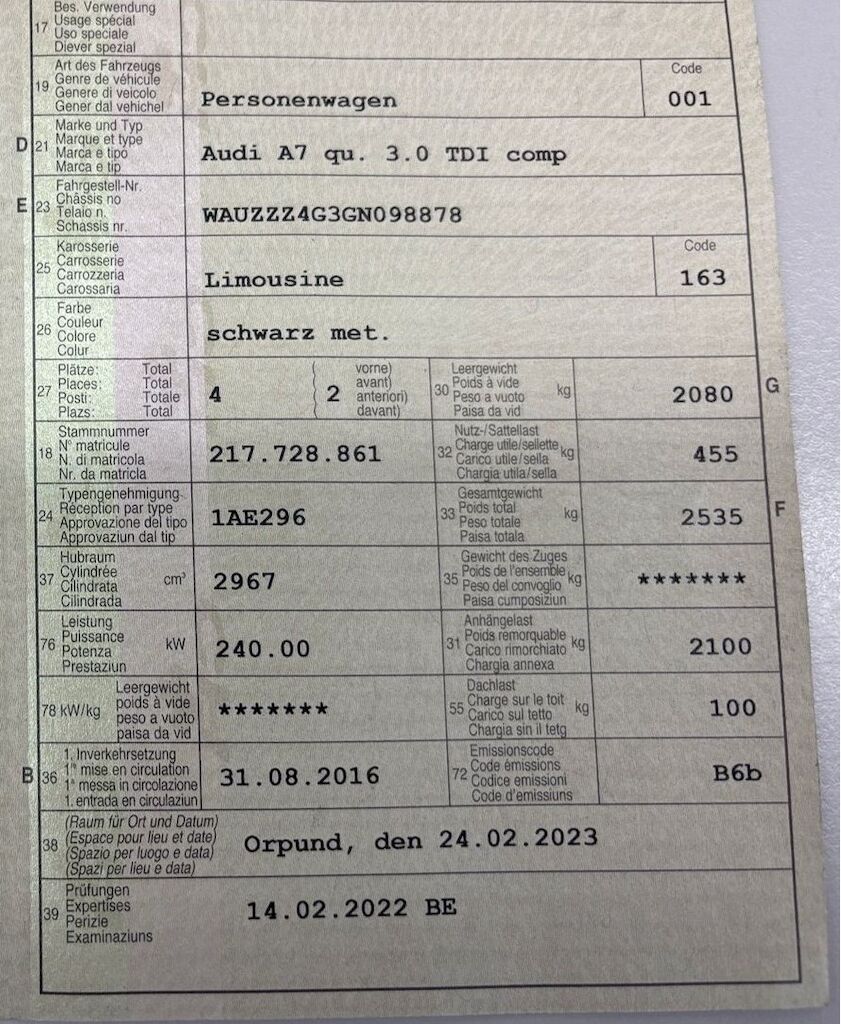 Bes. Verwendung
17 Usage spécial
Uso speciale
Diever spezial
Art des Fahrzeugs
19 Genre de véhicule
Genere di veicolo
Gener dal vehichel
Personenwagen
Code
001
Marke und Typ
D 21 Marque et type
Marca e tipo
Marca e tip
Audi A7 qu. 3.0 TDI comp
Fahrgestell-Nr.
E 23 Châssis no
Telaio n.
Schassis nr.
WAUZZZ4G3GN098878
Karosserie
25 Carrosserie
Carrozzeria
Carossaria
Limousine
Code
163
Farbe
26 Couleur
Colore
Colur
schwarz met.
Plätze: Total
27 Places: Total
Posti: Totale
Plazs: Total
4
( 2 vorne)
avant)
anteriori)
davant)
Leergewicht
30 Poids à vide kg
Peso a vuoto
Paisa da vid
2080 G
Stammnummer
18 N° matricule
N. di matricola
Nr. da matricla
217.728.861
Nutz-/Sattellast
32 Charge utile/sellette kg
Carico utile/sella
Chargia utila/sella
455
Typengenehmigung
24 Réception par type
Approvazione del tipo
Approvaziun dal tip
1AE296
Gesamtgewicht
33 Poids total kg
Peso totale
Paisa totala
2535 F
Hubraum
37 Cylindrée cm³
Cilindrata
Cilindrada
2967
Gewicht des Zuges
35 Poids de l'ensemble kg
Peso del convoglio
Paisa cumposiziun
*******
Leistung
76 Puissance kW
Potenza
Prestaziun
240.00
Anhängelast
31 Poids remorquable kg
Carico rimorchiato
Chargia annexa
2100
Leergewicht
78 kW/kg poids à vide
peso a vuoto
paisa da vid
*******
Dachlast
55 Charge sur le toit kg
Carico sul tetto
Chargia sin il tetg
100
1. Inverkehrsetzung
B 36 1re mise en circulation
1a messa in circolazione
1. entrada en circulaziun
31.08.2016
Emissionscode
72 Code émissions
Codice emissioni
Code d'emissiuns
B6b
(Raum für Ort und Datum)
38 (Espace pour lieu et date)
(Spazio per luogo e data)
(Spazi per lieu e data)
Orpund, den 24.02.2023
Prüfungen
39 Expertises
Perizie
Examinaziuns
14.02.2022 BE